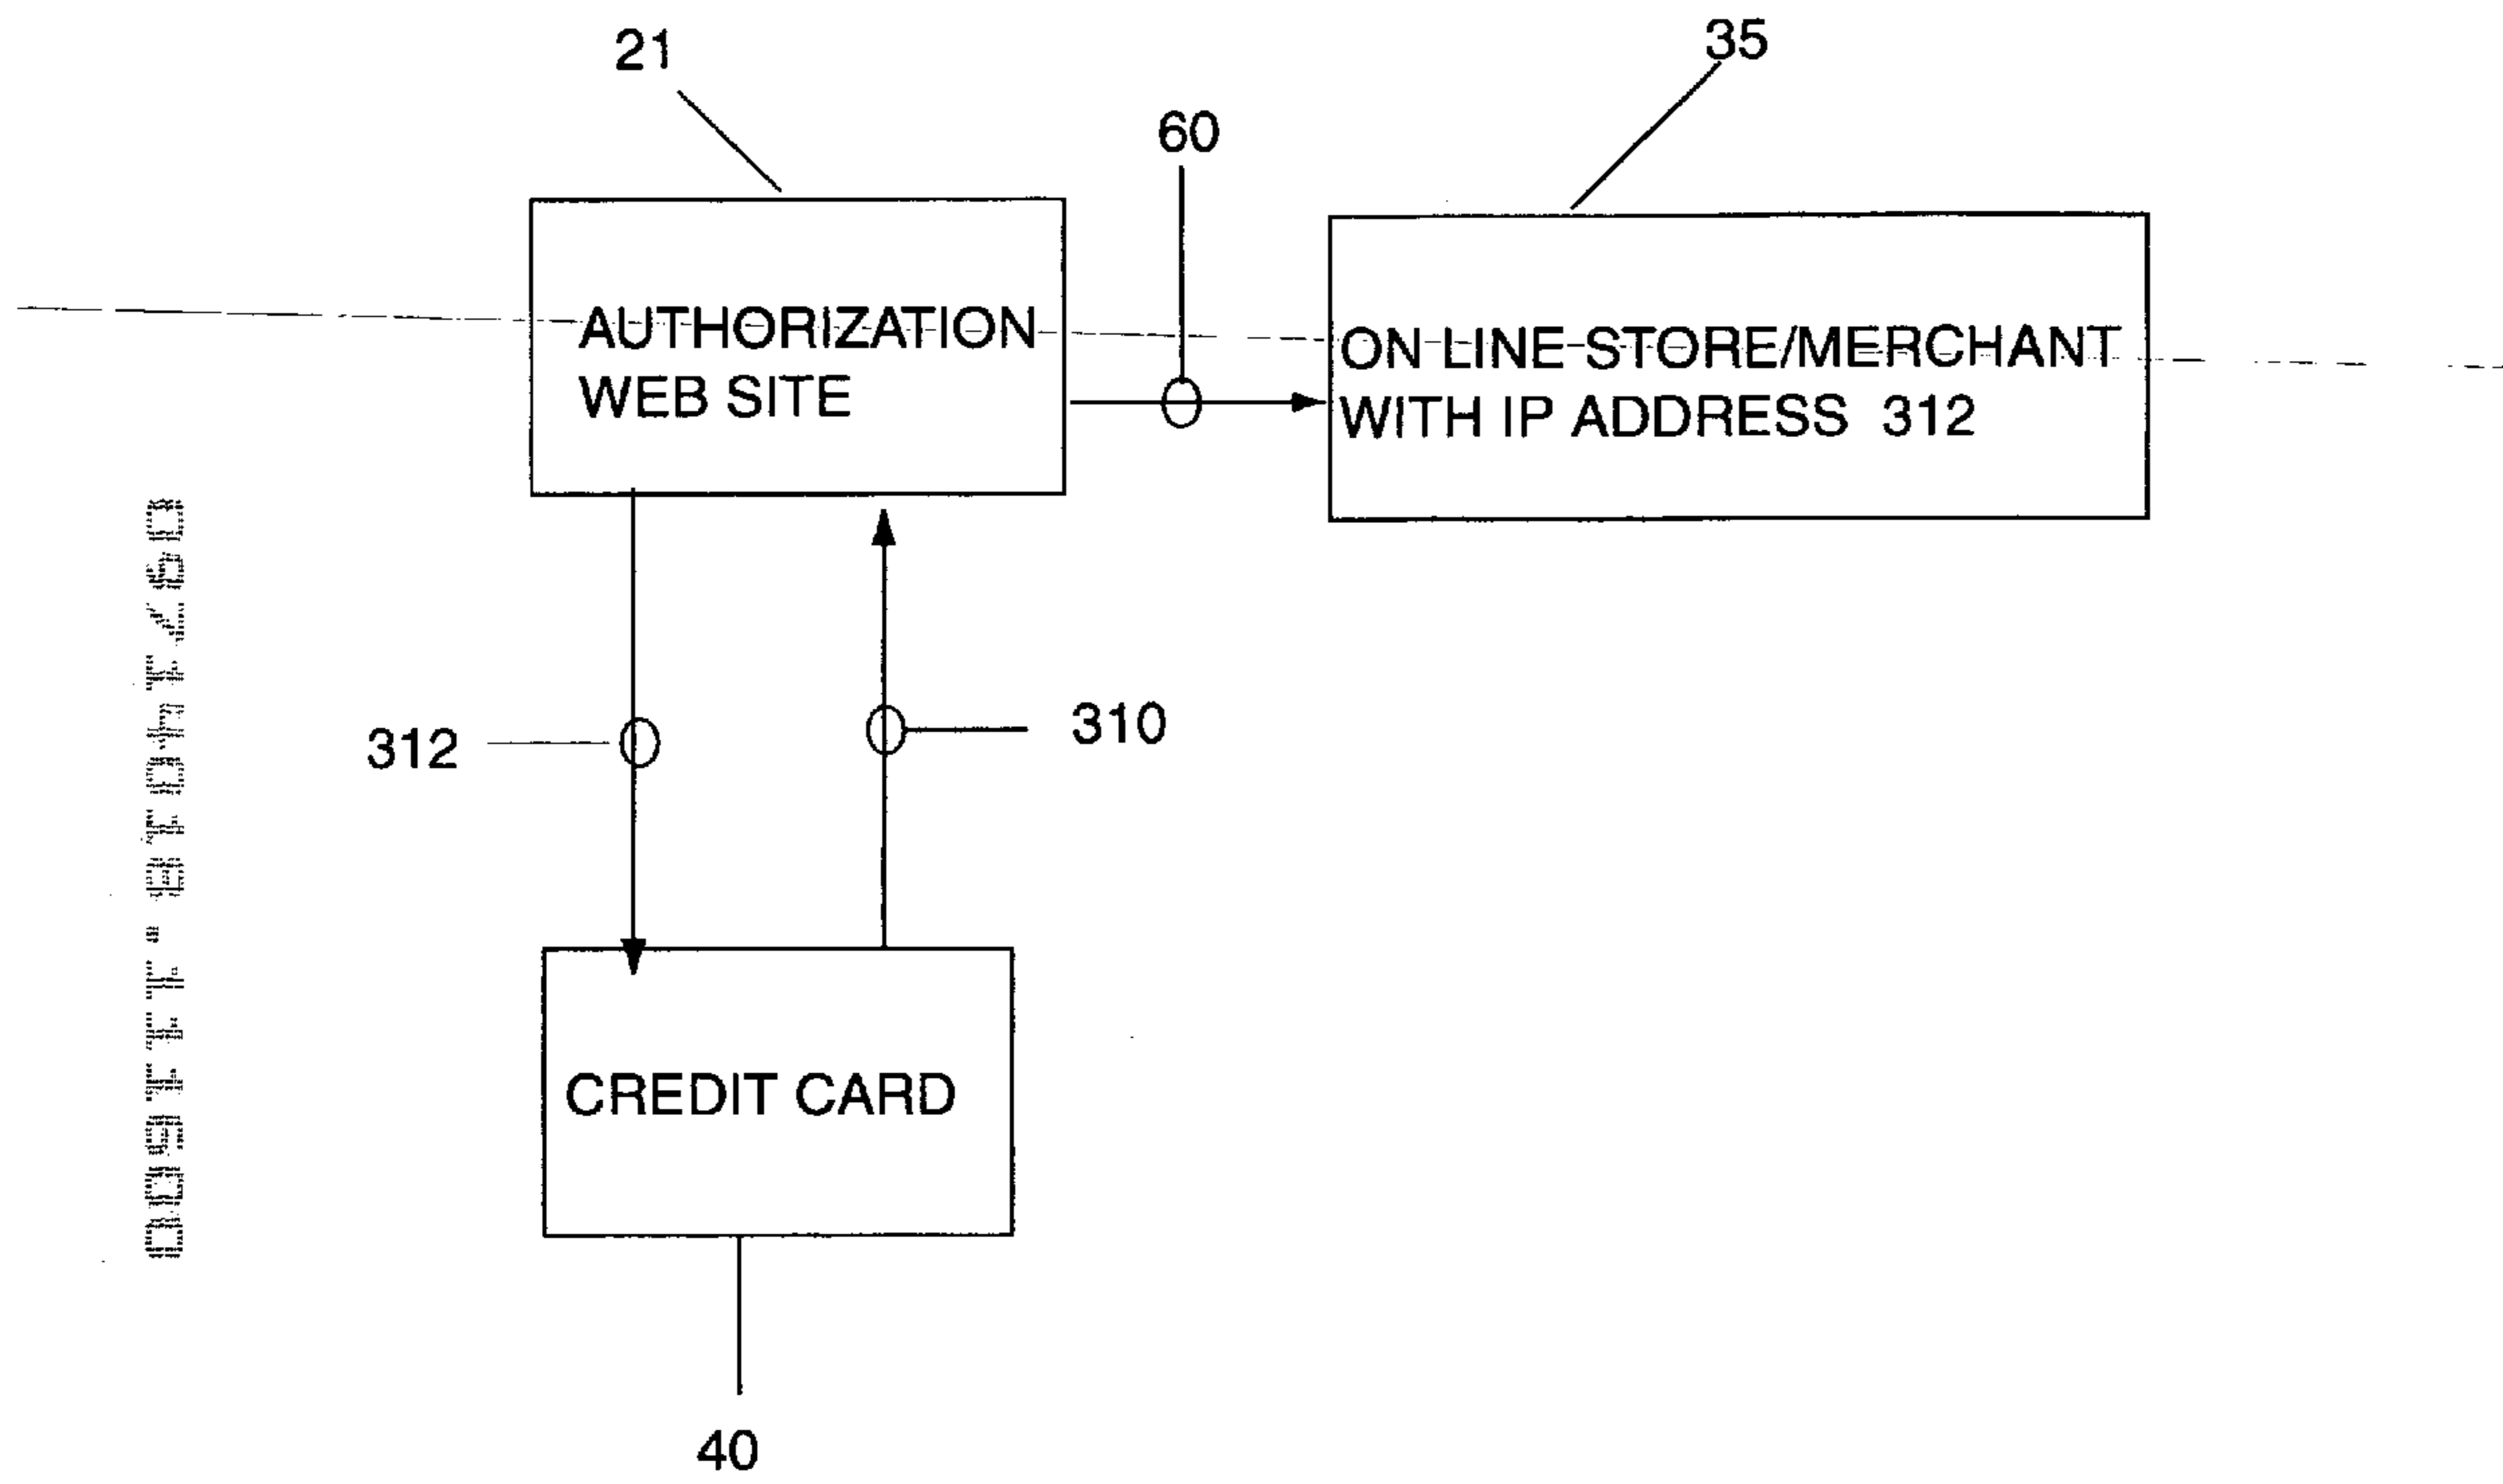 21
35
60
AUTHORIZATION
WEB SITE
ON LINE STORE/MERCHANT
WITH IP ADDRESS 312
312
310
CREDIT CARD
40